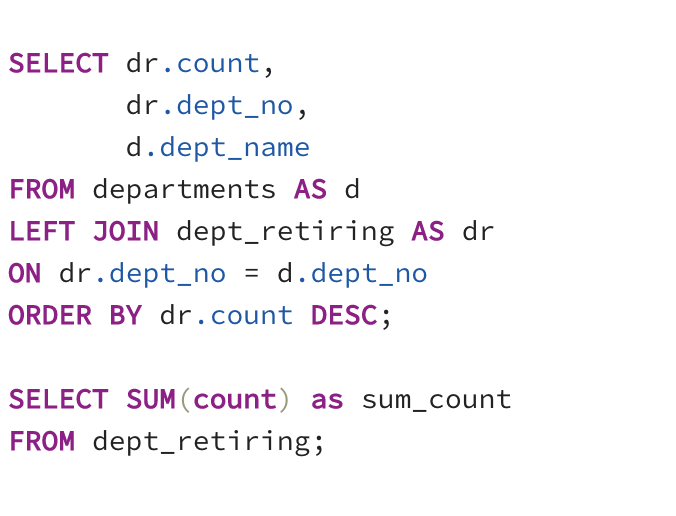 SELECT dr.count,
       dr.dept_no,
       d.dept_name
FROM departments AS d
LEFT JOIN dept_retiring AS dr
ON dr.dept_no = d.dept_no
ORDER BY dr.count DESC;

SELECT SUM(count) as sum_count
FROM dept_retiring;